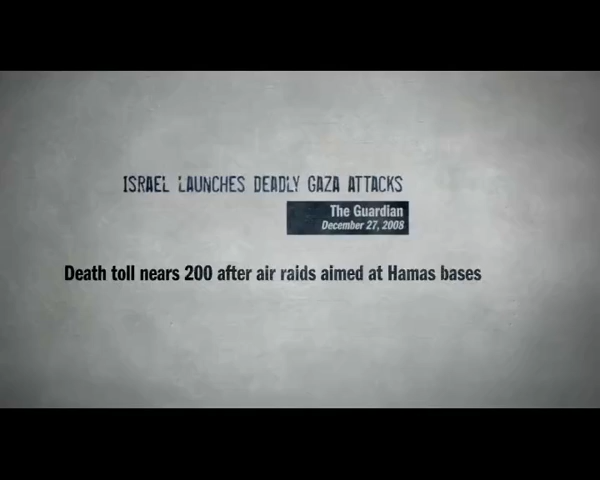 ISRAEL LAUNCHES DEADLY GAZA ATTACKS
The Guardian
December 27, 2008
Death toll nears 200 after air raids aimed at Hamas bases